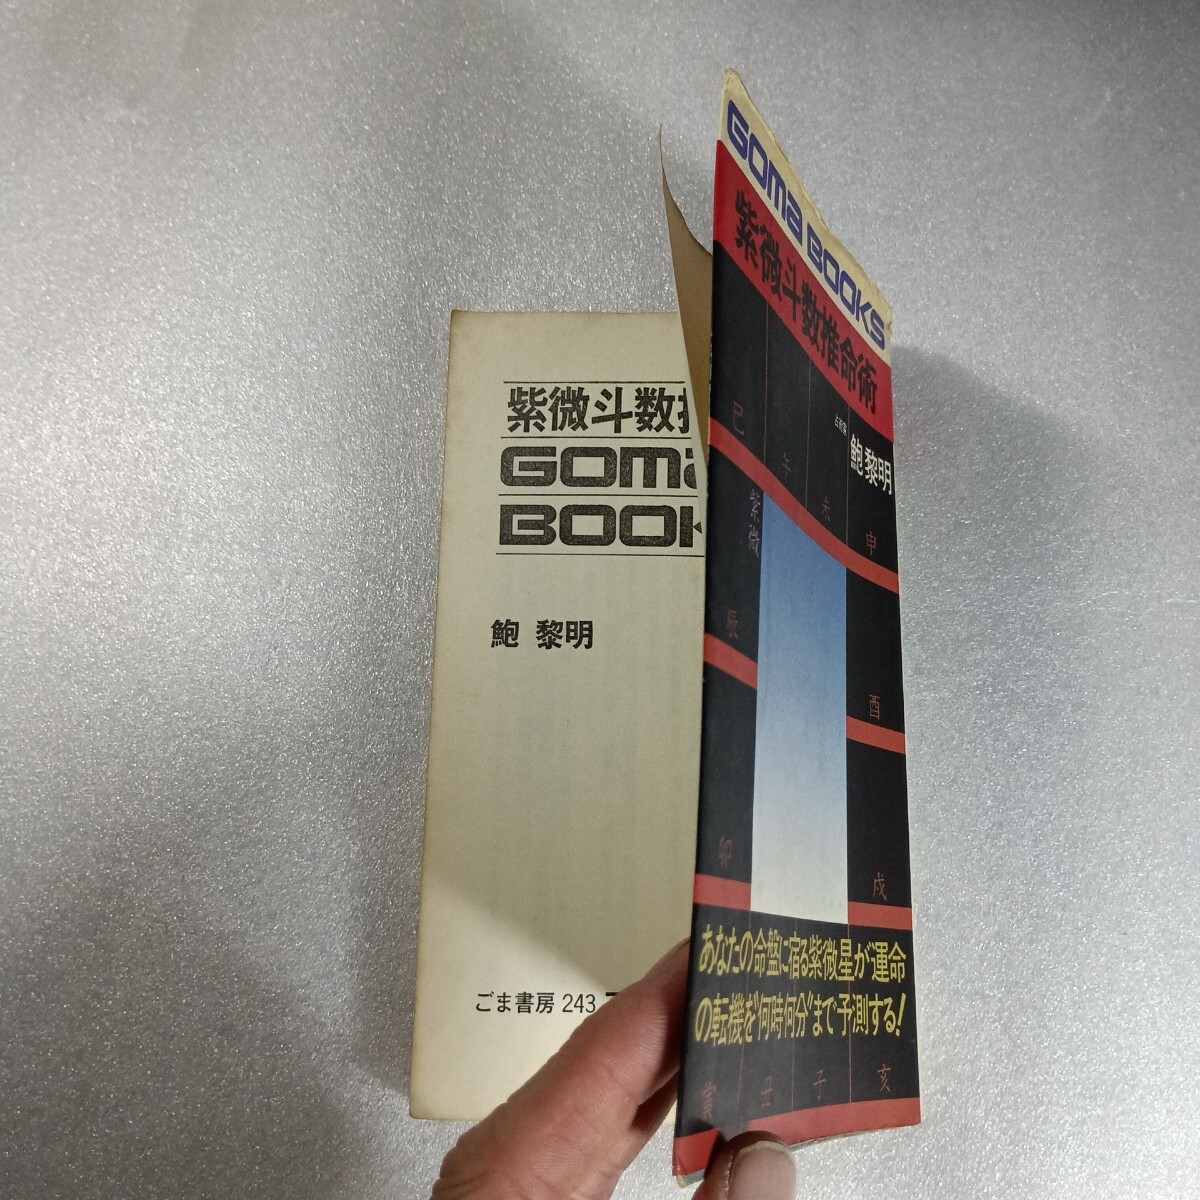 紫微斗数
GOMA
BOOK
鮑 黎明
ごま書房 243
GOMA BOOKS
紫微斗数推命術
占術家
鮑黎明
巳
午
未
申
紫微
辰
酉
卯
戌
あなたの命盤に宿る紫微星が運命
の転機を“何時何分”まで予測する!
寅
丑
子
亥